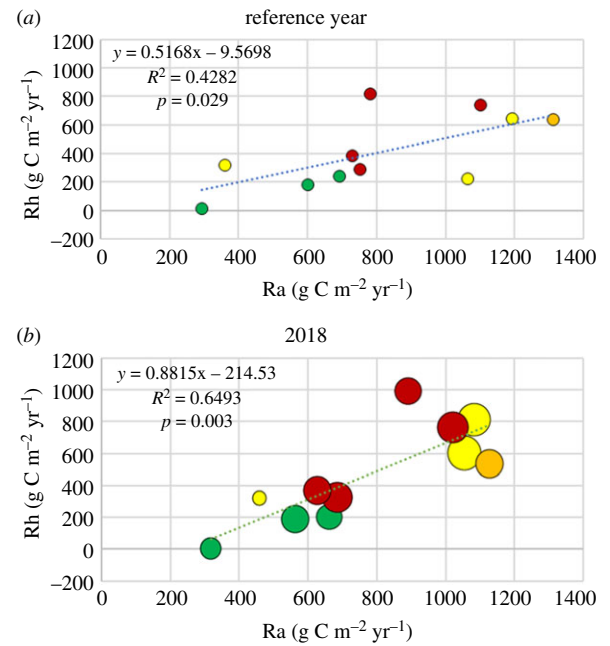 (a) reference year
1200
1000
800
600
400
200
0
–200
Rh (g C m⁻² yr⁻¹)
y = 0.5168x – 9.5698
R² = 0.4282
p = 0.029
0 200 400 600 800 1000 1200 1400
Ra (g C m⁻² yr⁻¹)
(b) 2018
1200
1000
800
600
400
200
0
–200
Rh (g C m⁻² yr⁻¹)
y = 0.8815x – 214.53
R² = 0.6493
p = 0.003
0 200 400 600 800 1000 1200 1400
Ra (g C m⁻² yr⁻¹)